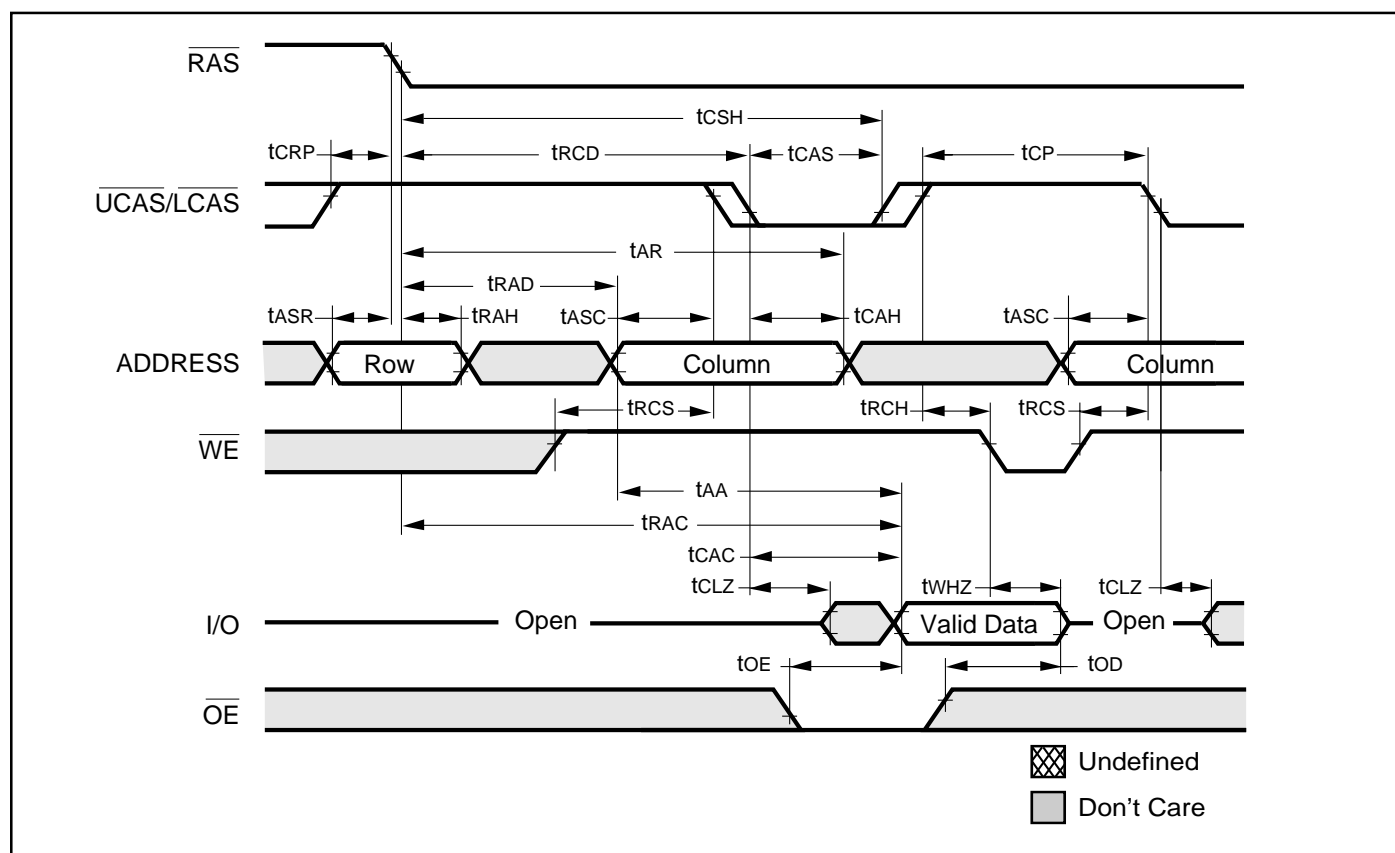 RAS
tCSH
tCRP tRCD tCAS tCP
UCAS/LCAS
tAR
tRAD
tASR tRAH tASC tCAH tASC
ADDRESS Row Column Column
tRCS tRCH tRCS
WE
tAA
tRAC
tCAC
tCLZ tWHZ tCLZ
I/O Open Valid Data Open
tOE tOD
OE
Undefined
Don't Care